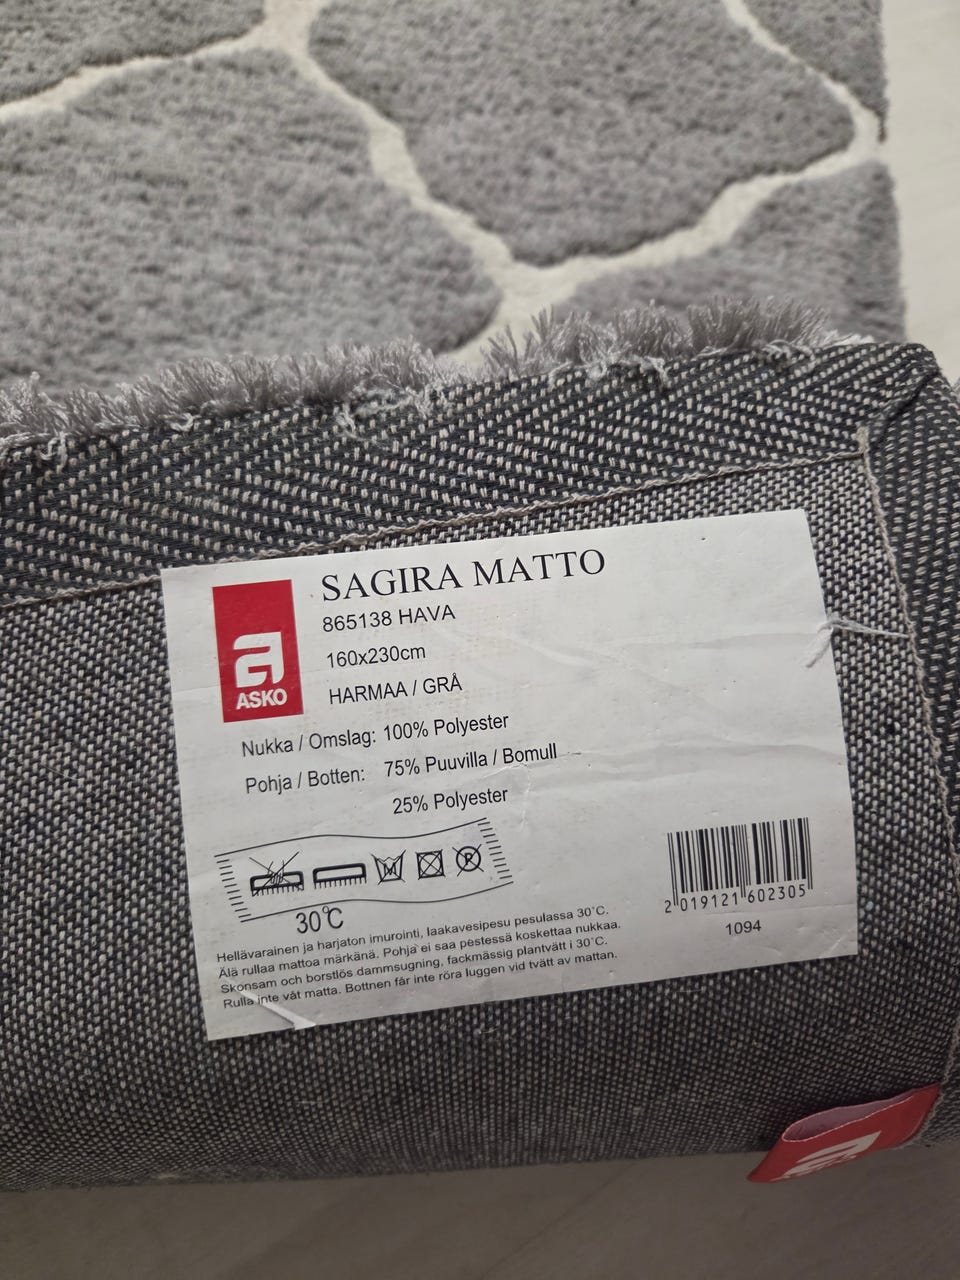 SAGIRA MATTO
865138 HAVA
160x230cm
HARMAA / GRÅ
ASKO
Nukka / Omslag: 100% Polyester
Pohja / Botten: 75% Puuvilla / Bomull
25% Polyester
30°C
Hellävarainen ja harjaton imurointi, laakavesipesu pesulassa 30°C.
Älä rullaa mattoa märkänä. Pohja ei saa pestessä koskettaa nukkaa.
Skonsam och borstlös dammsugning, fackmässig plantvätt i 30°C.
Rulla inte våt matta. Bottnen får inte röra luggen vid tvätt av mattan.
2 019121 602305
1094